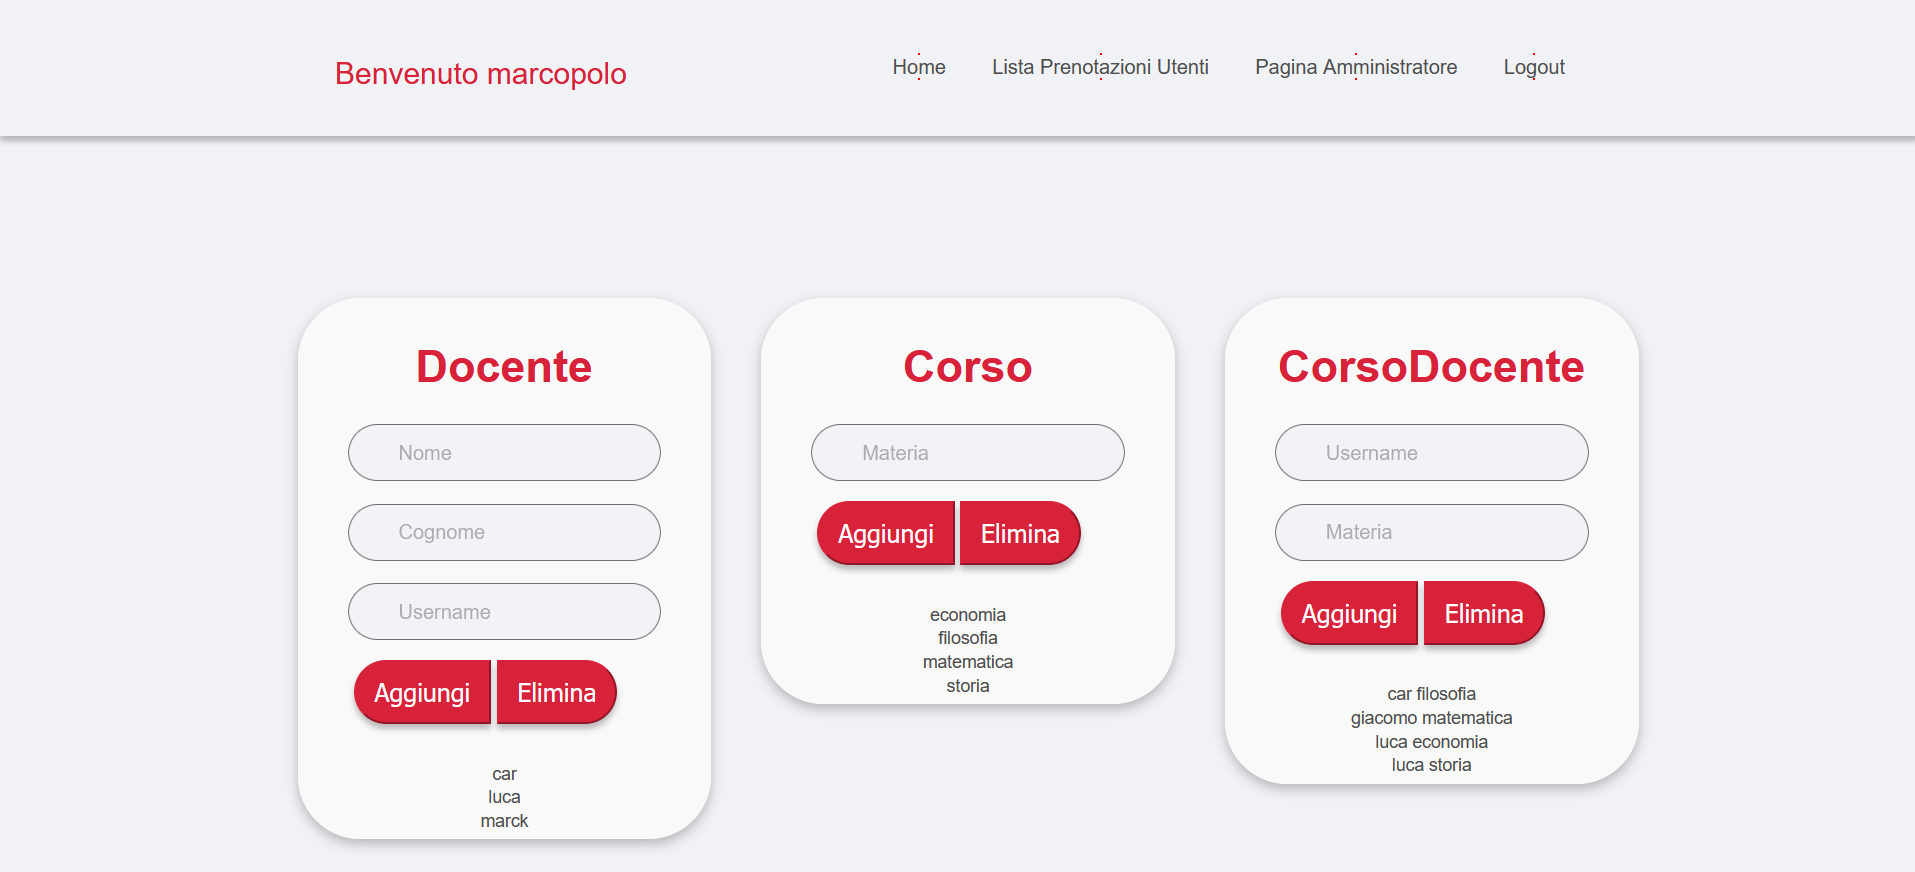 Benvenuto marcopolo
Home Lista Prenotazioni Utenti Pagina Amministratore Logout
Docente
Nome
Cognome
Username
Aggiungi Elimina
car
luca
marck
Corso
Materia
Aggiungi Elimina
economia
filosofia
matematica
storia
CorsoDocente
Username
Materia
Aggiungi Elimina
car filosofia
giacomo matematica
luca economia
luca storia